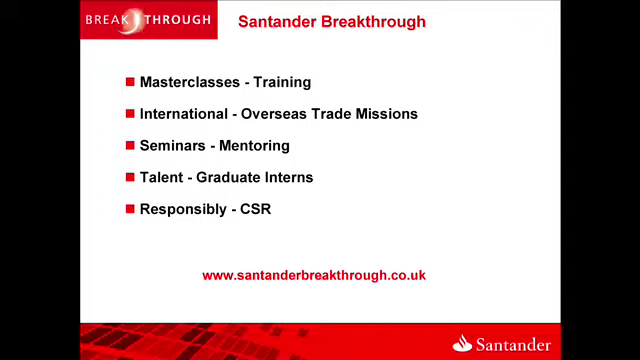 BREAKTHROUGH
Santander Breakthrough
Masterclasses - Training
International - Overseas Trade Missions
Seminars - Mentoring
Talent - Graduate Interns
Responsibly - CSR
www.santanderbreakthrough.co.uk
Santander